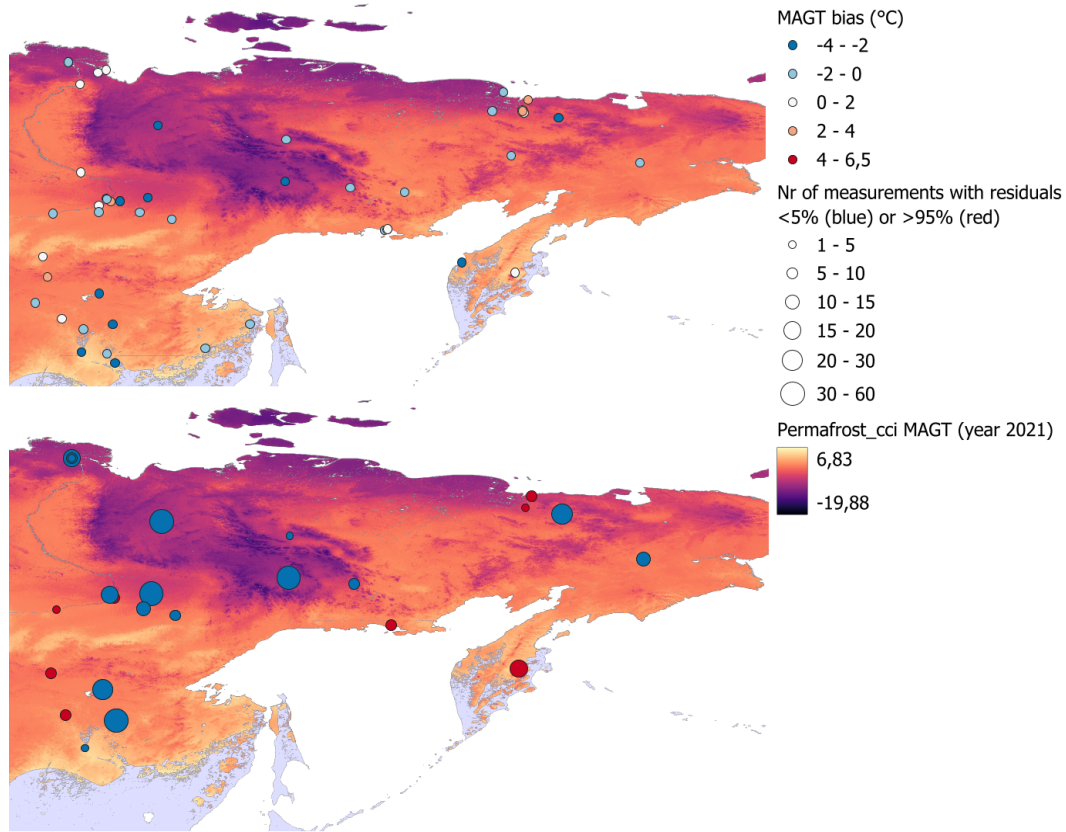 MAGT bias (°C)
-4 - -2
-2 - 0
0 - 2
2 - 4
4 - 6,5
Nr of measurements with residuals
<5% (blue) or >95% (red)
1 - 5
5 - 10
10 - 15
15 - 20
20 - 30
30 - 60
Permafrost_cci MAGT (year 2021)
6,83
-19,88